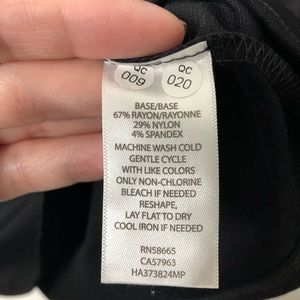 QC
009
QC
020
BASE/BASE
67% RAYON/RAYONNE
29% NYLON
4% SPANDEX
MACHINE WASH COLD
GENTLE CYCLE
WITH LIKE COLORS
ONLY NON-CHLORINE
BLEACH IF NEEDED
RESHAPE,
LAY FLAT TO DRY
COOL IRON IF NEEDED
RN58665
CA57963
HA373824MP